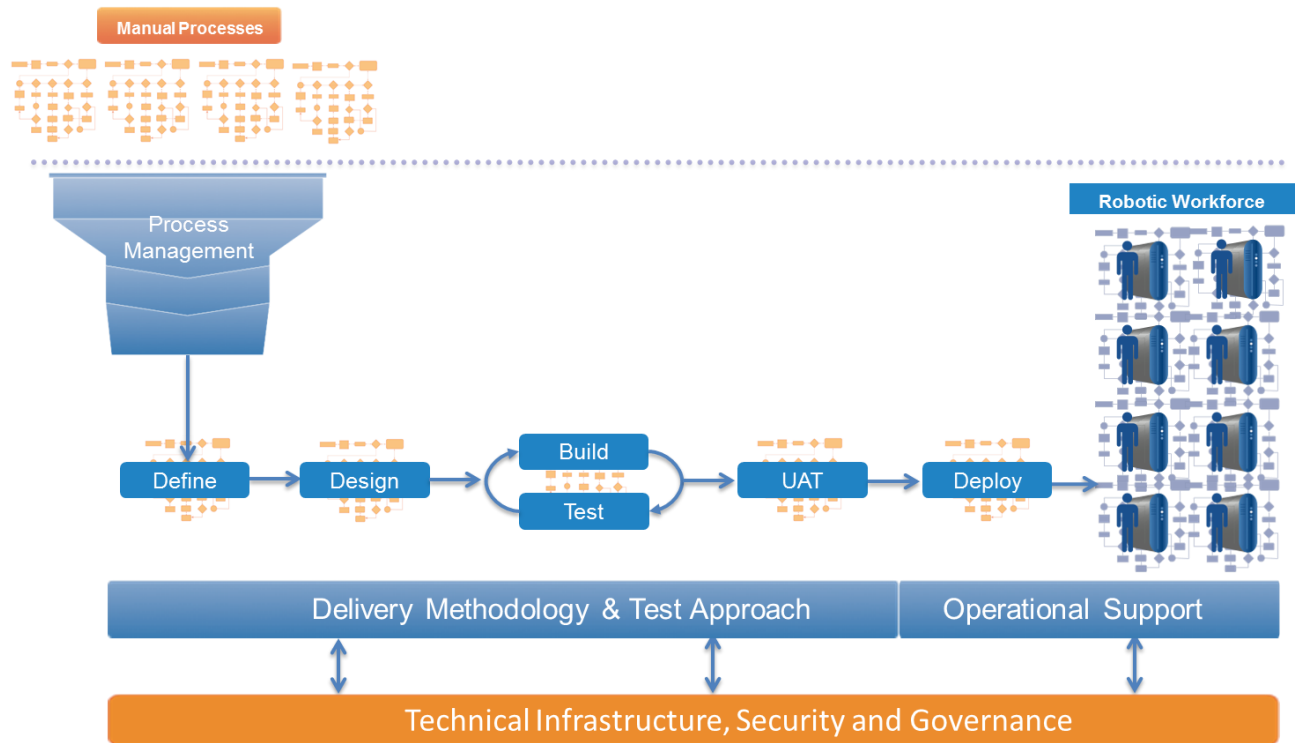 Manual Processes
Process
Management
Robotic Workforce
Build
Define
Design
UAT
Deploy
Test
Delivery Methodology & Test Approach
Operational Support
Technical Infrastructure, Security and Governance